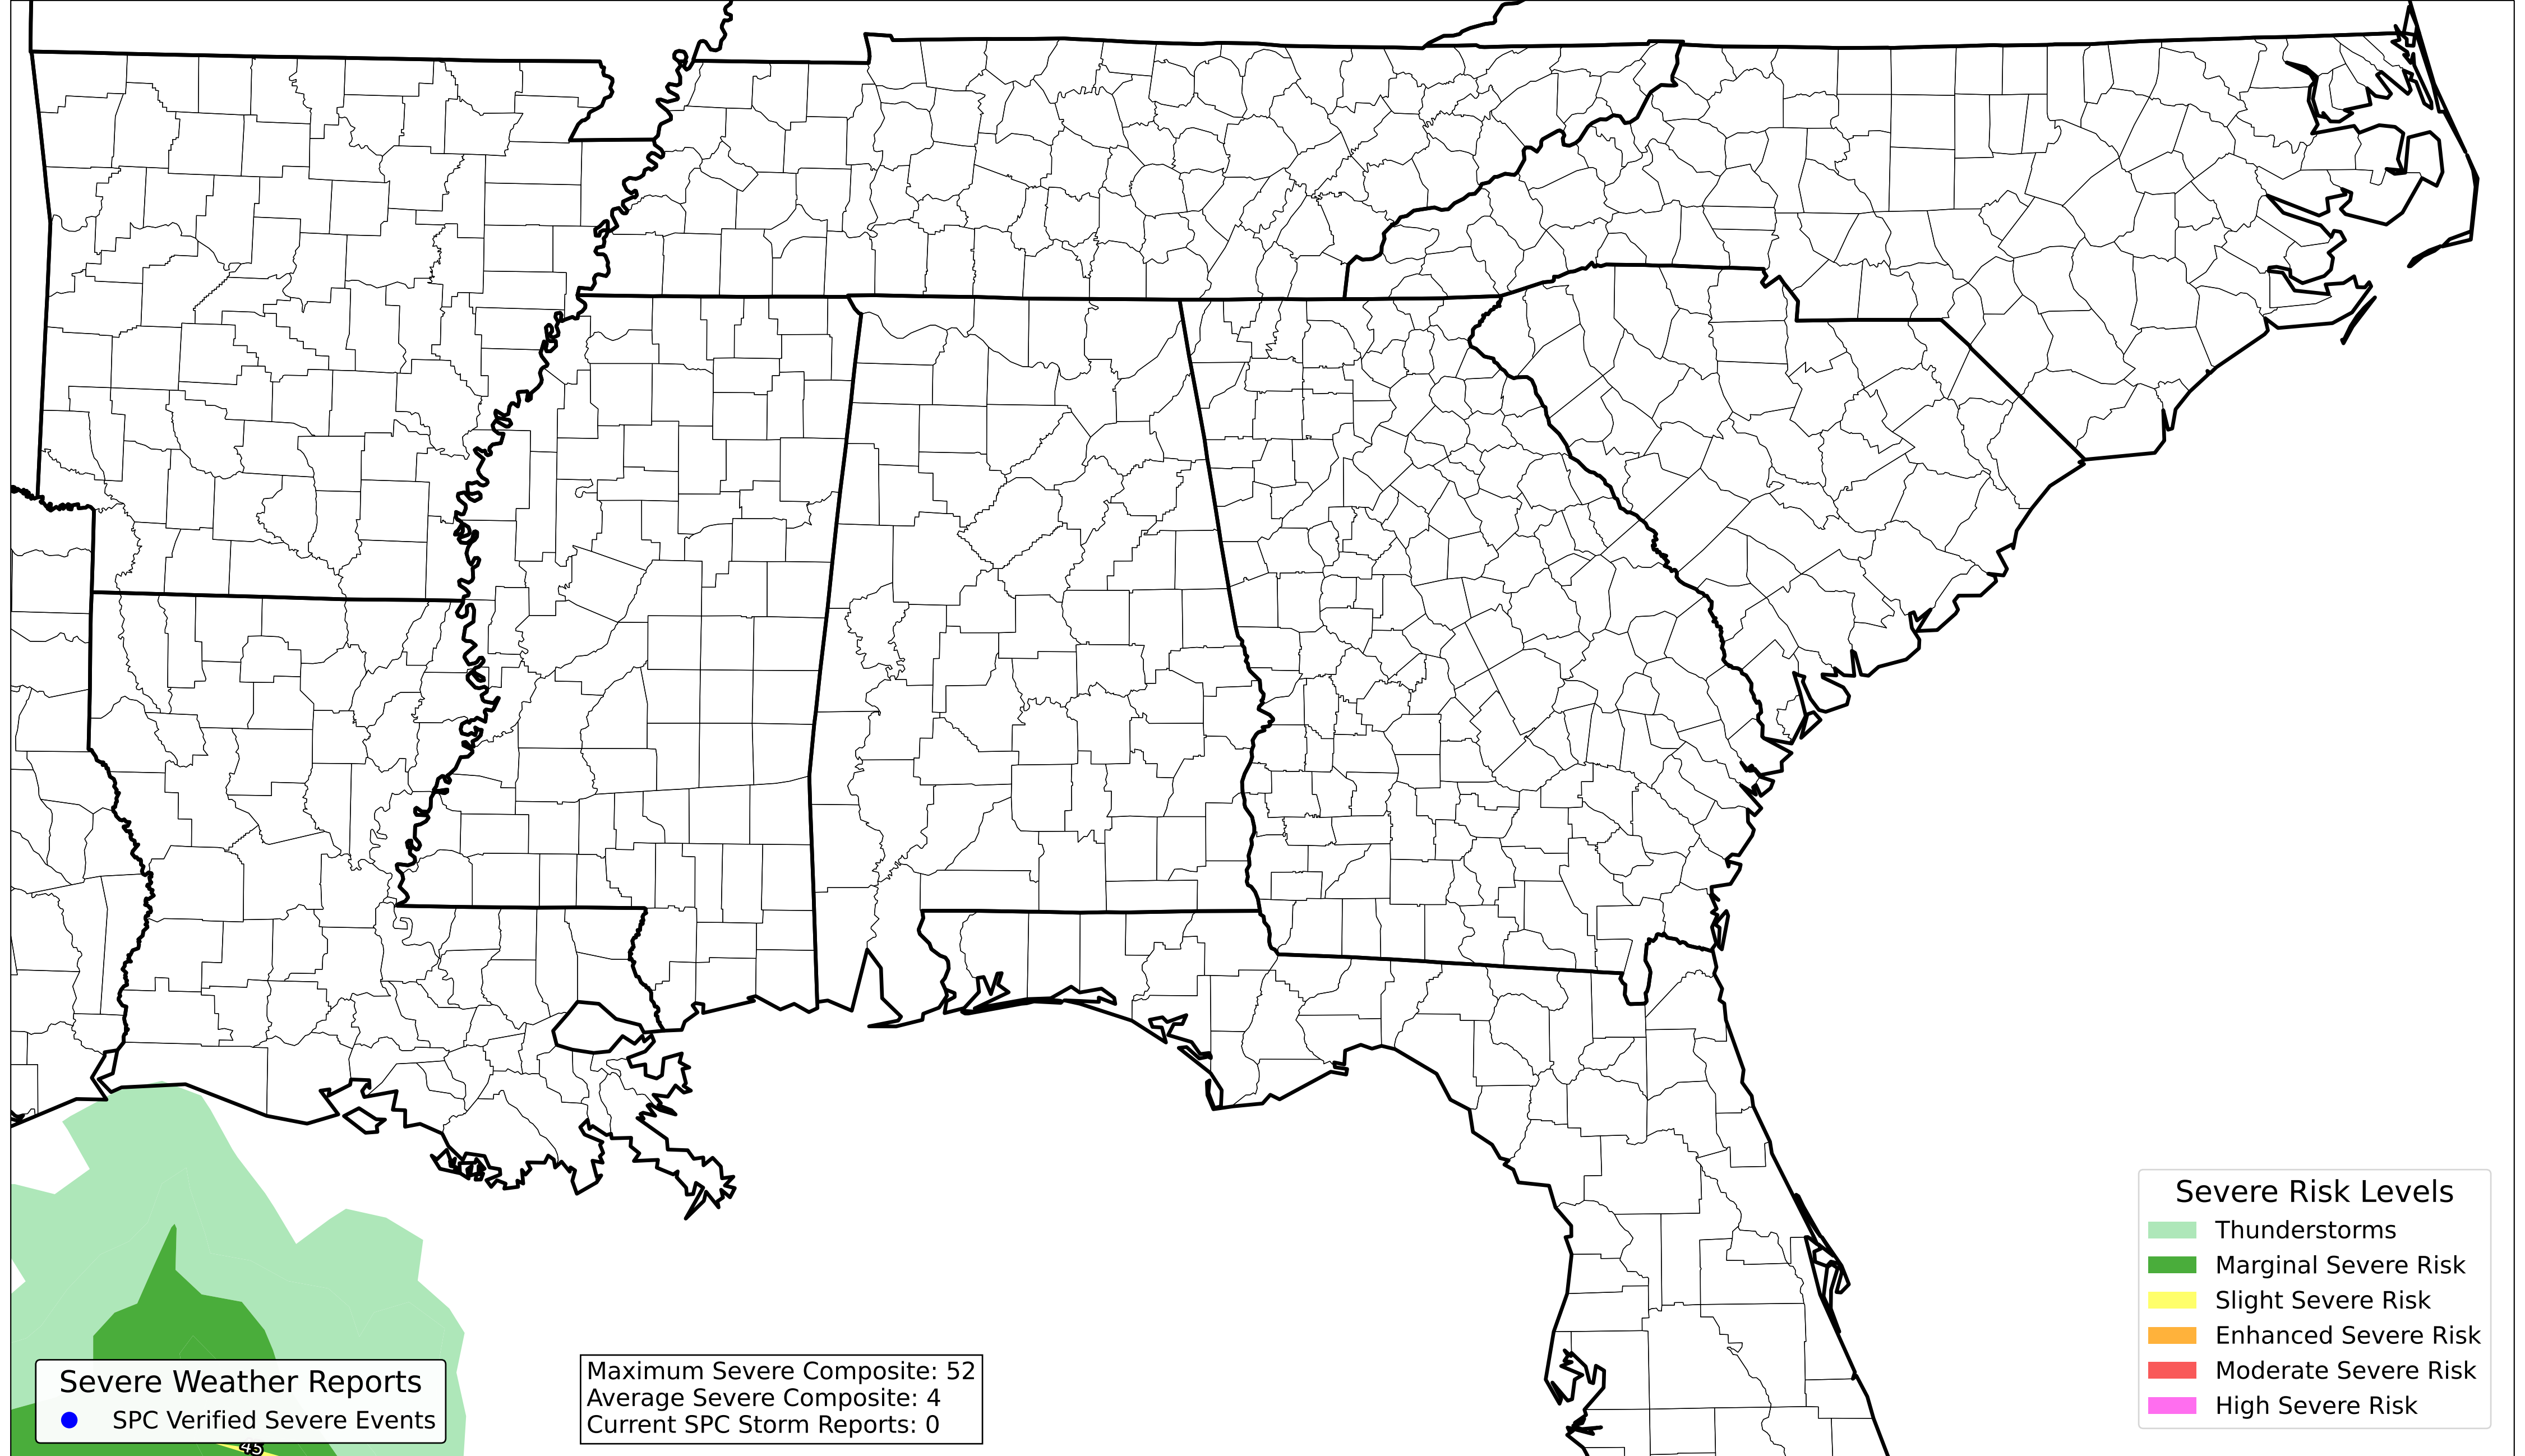 Severe Risk Levels
Thunderstorms
Marginal Severe Risk
Slight Severe Risk
Enhanced Severe Risk
Moderate Severe Risk
High Severe Risk
Severe Weather Reports
SPC Verified Severe Events
Maximum Severe Composite: 52
Average Severe Composite: 4
Current SPC Storm Reports: 0
45